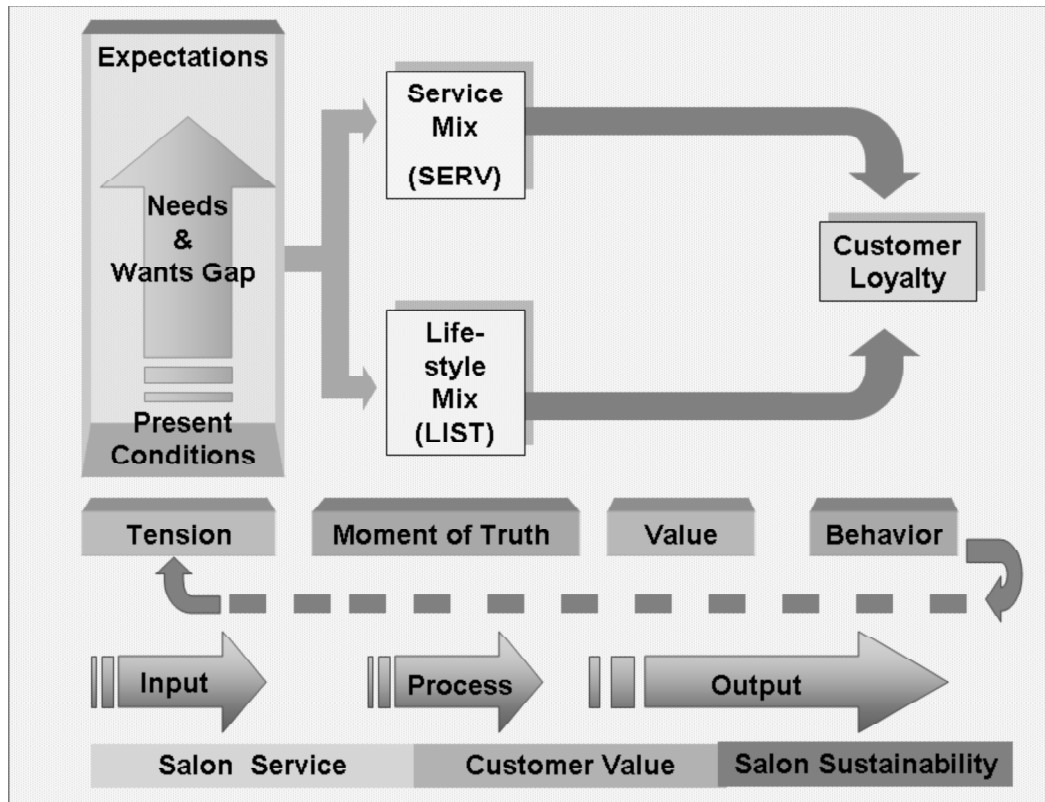 Expectations
Needs
&
Wants Gap
Present
Conditions
Service
Mix
(SERV)
Life-
style
Mix
(LIST)
Customer
Loyalty
Tension
Moment of Truth
Value
Behavior
Input
Process
Output
Salon Service
Customer Value
Salon Sustainability